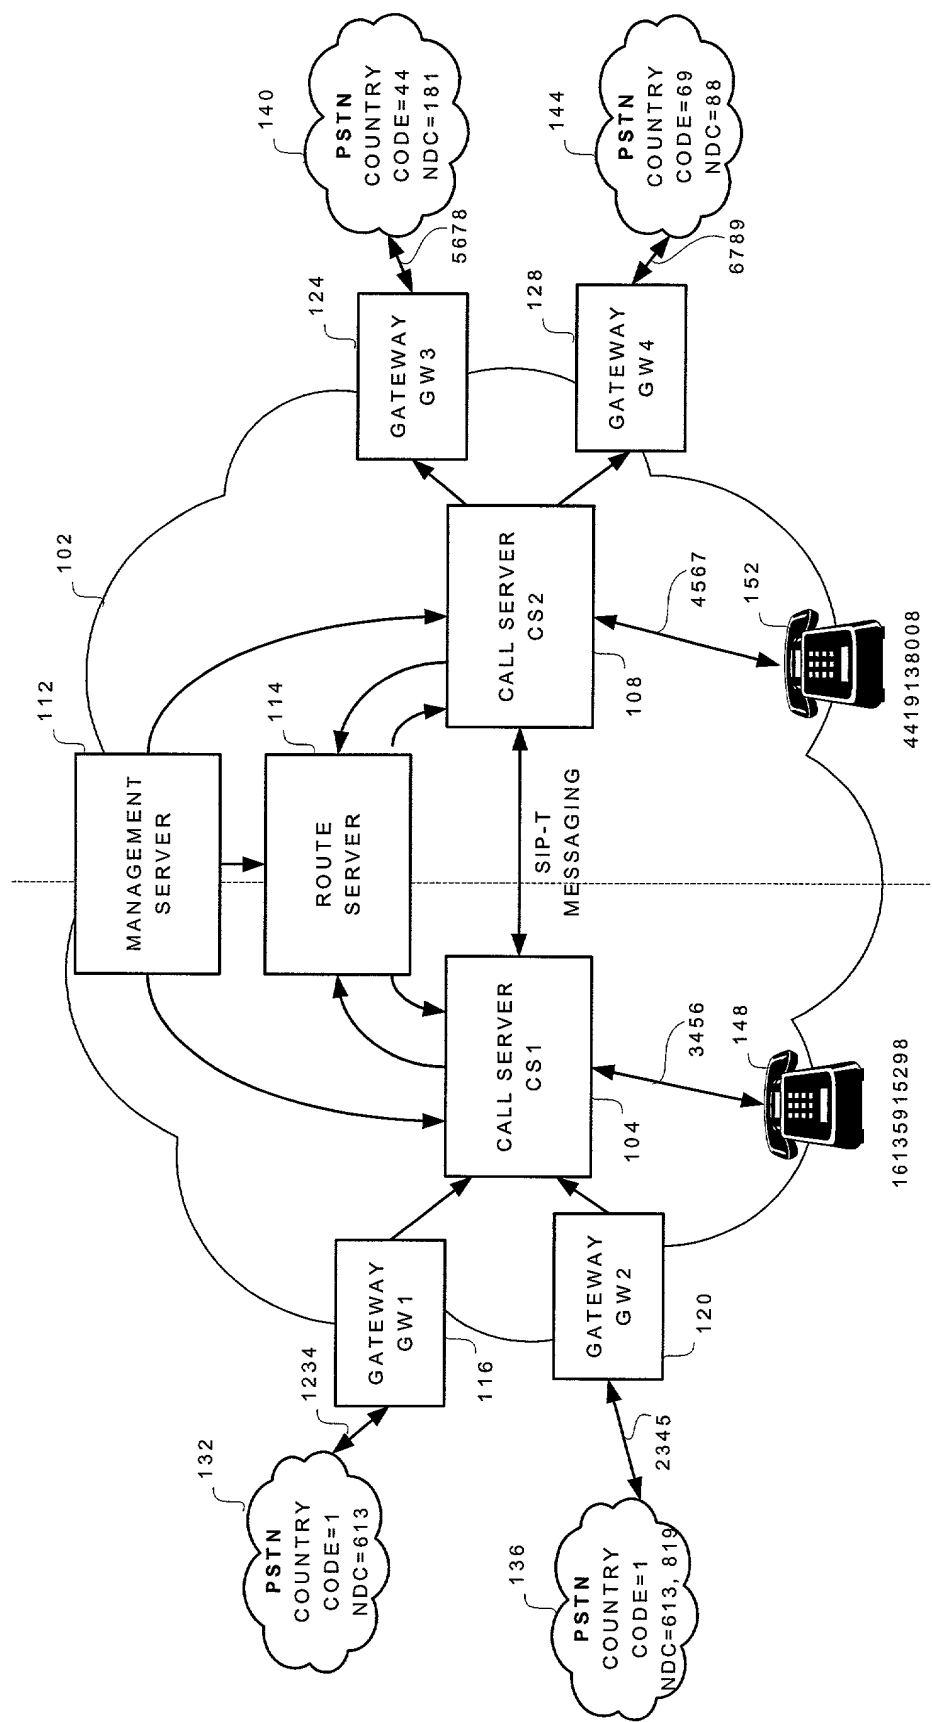 102
112
MANAGEMENT
SERVER
114
ROUTE
SERVER
132
PSTN
COUNTRY
CODE=1
NDC=613
1234
GATEWAY
GW1
116
136
PSTN
COUNTRY
CODE=1
NDC=613, 819
2345
GATEWAY
GW2
120
CALL SERVER
CS1
104
SIP-T
MESSAGING
CALL SERVER
CS2
108
124
GATEWAY
GW3
5678
140
PSTN
COUNTRY
CODE=44
NDC=181
128
GATEWAY
GW4
6789
144
PSTN
COUNTRY
CODE=69
NDC=88
3456
148
16135915298
4567
152
4419138008